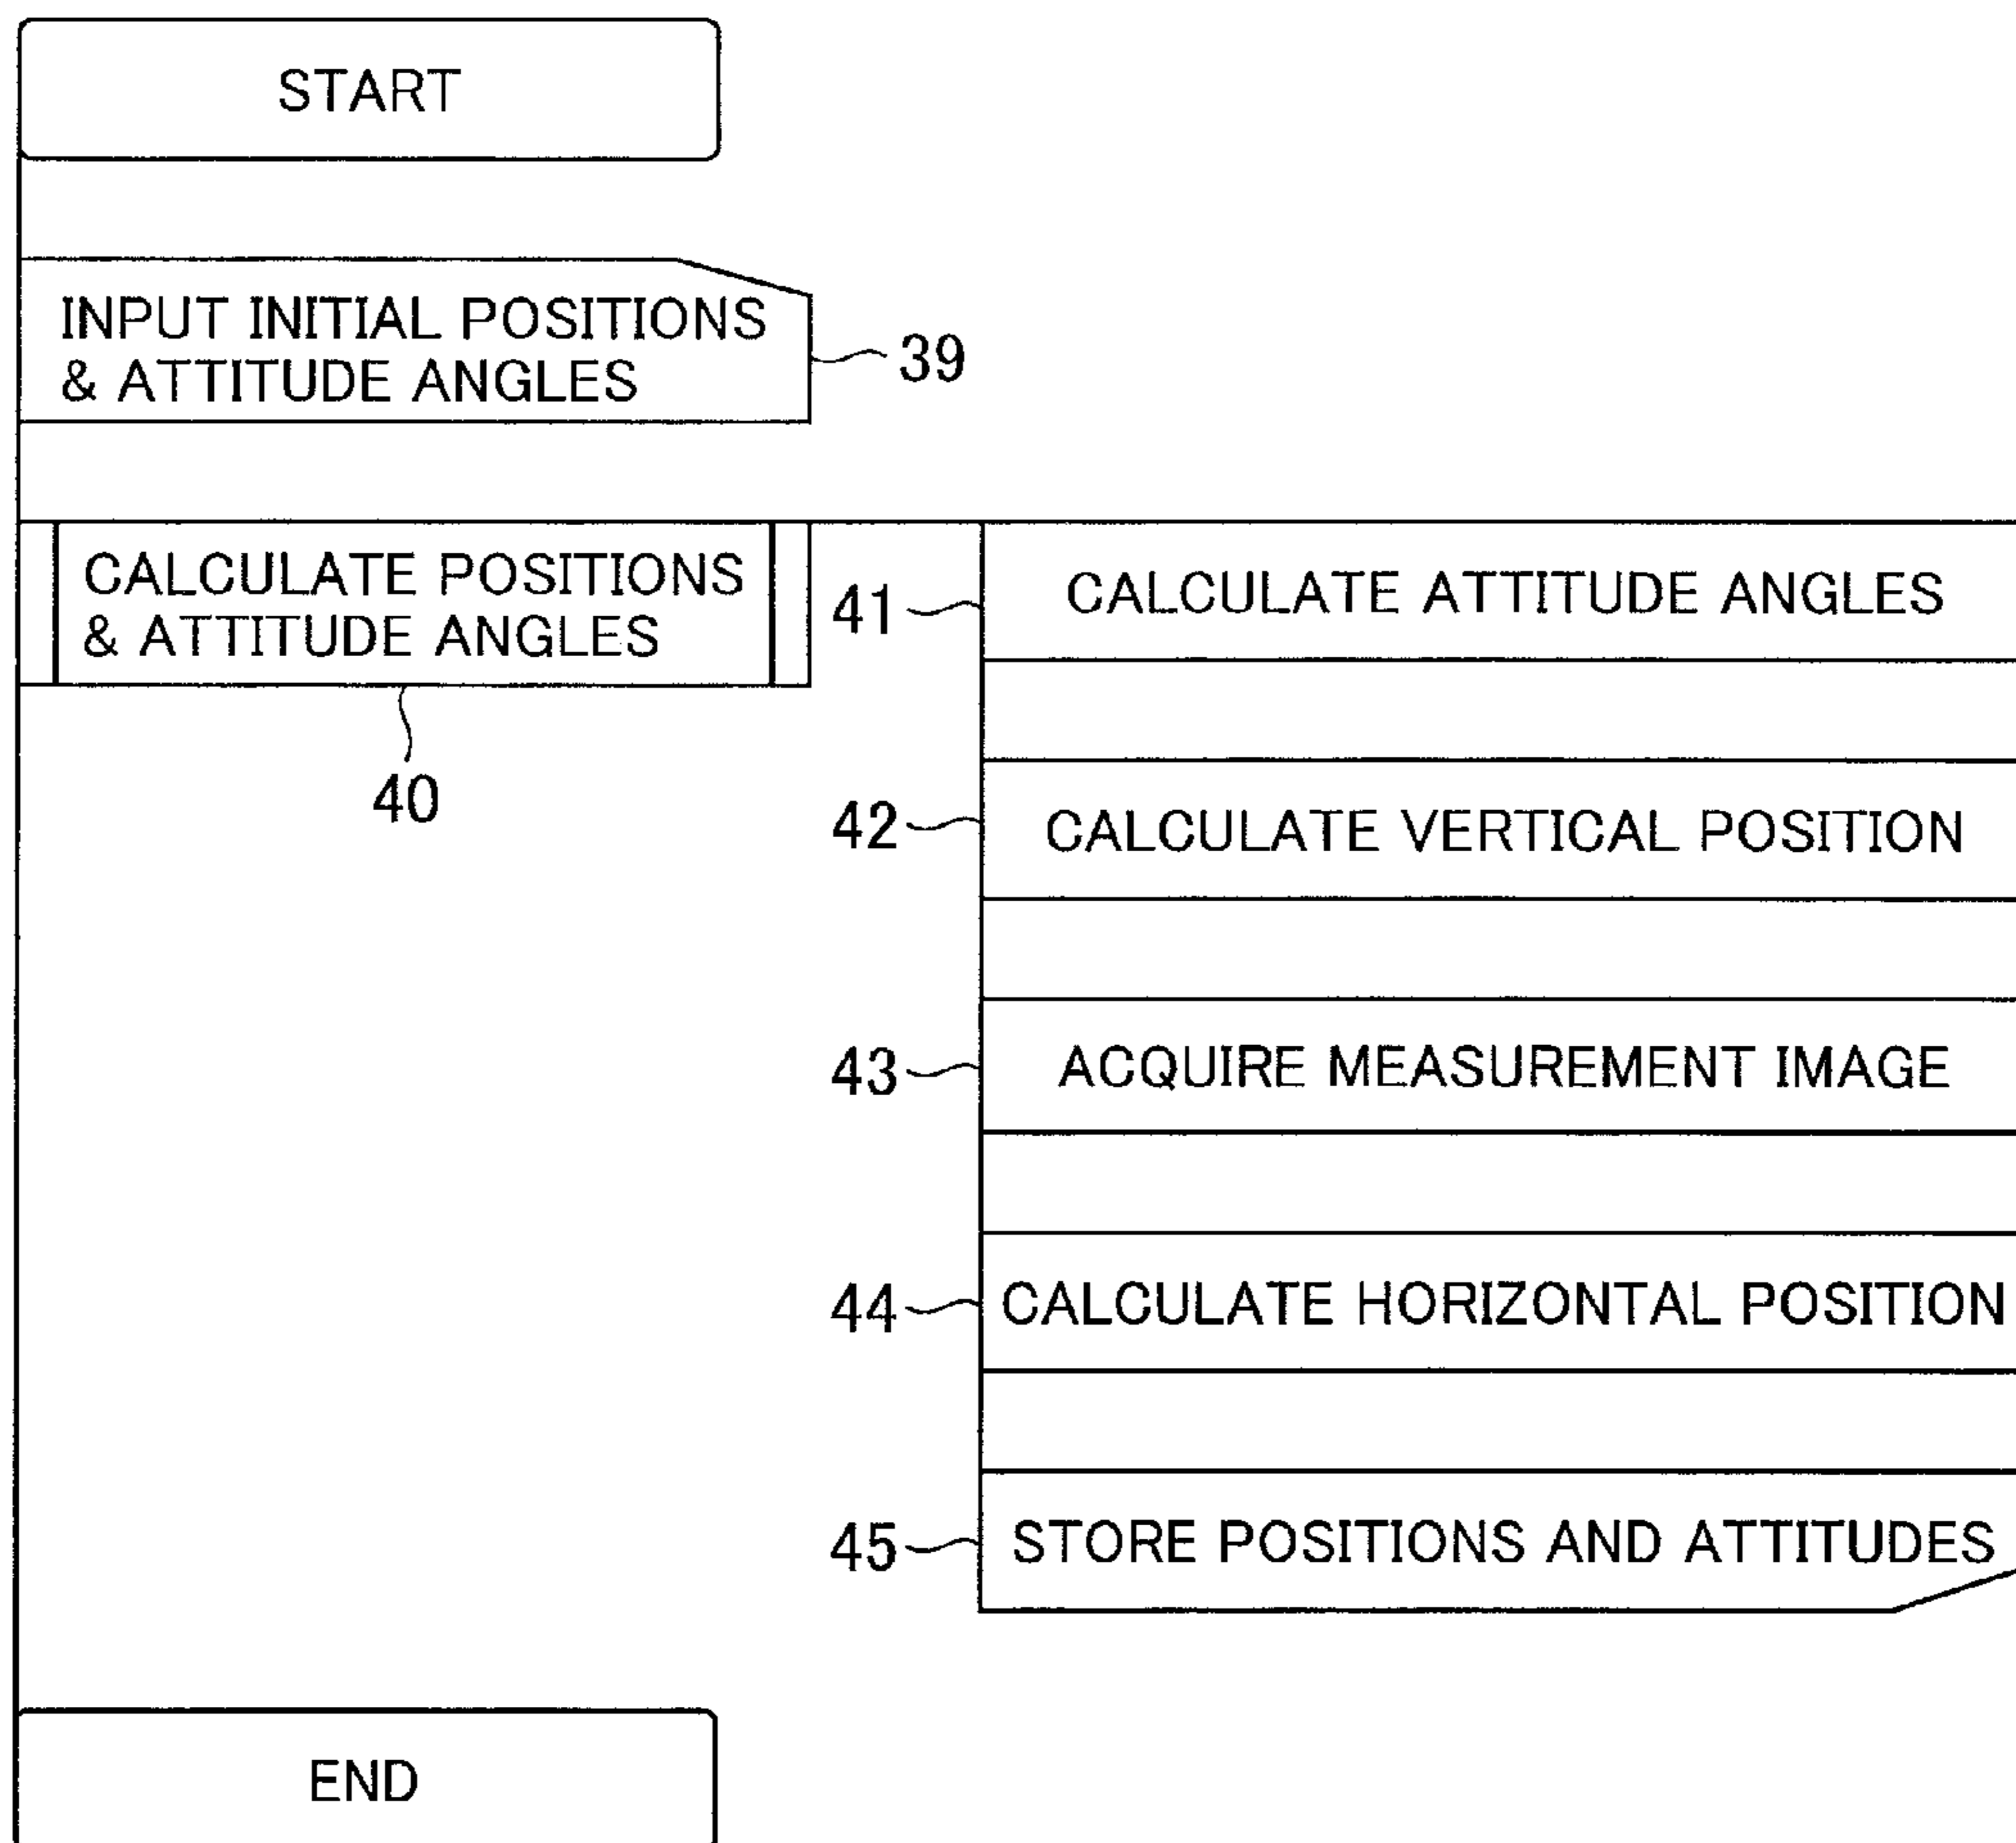 START
INPUT INITIAL POSITIONS
& ATTITUDE ANGLES
39
CALCULATE POSITIONS
& ATTITUDE ANGLES
40
41
CALCULATE ATTITUDE ANGLES
42
CALCULATE VERTICAL POSITION
43
ACQUIRE MEASUREMENT IMAGE
44
CALCULATE HORIZONTAL POSITION
45
STORE POSITIONS AND ATTITUDES
END